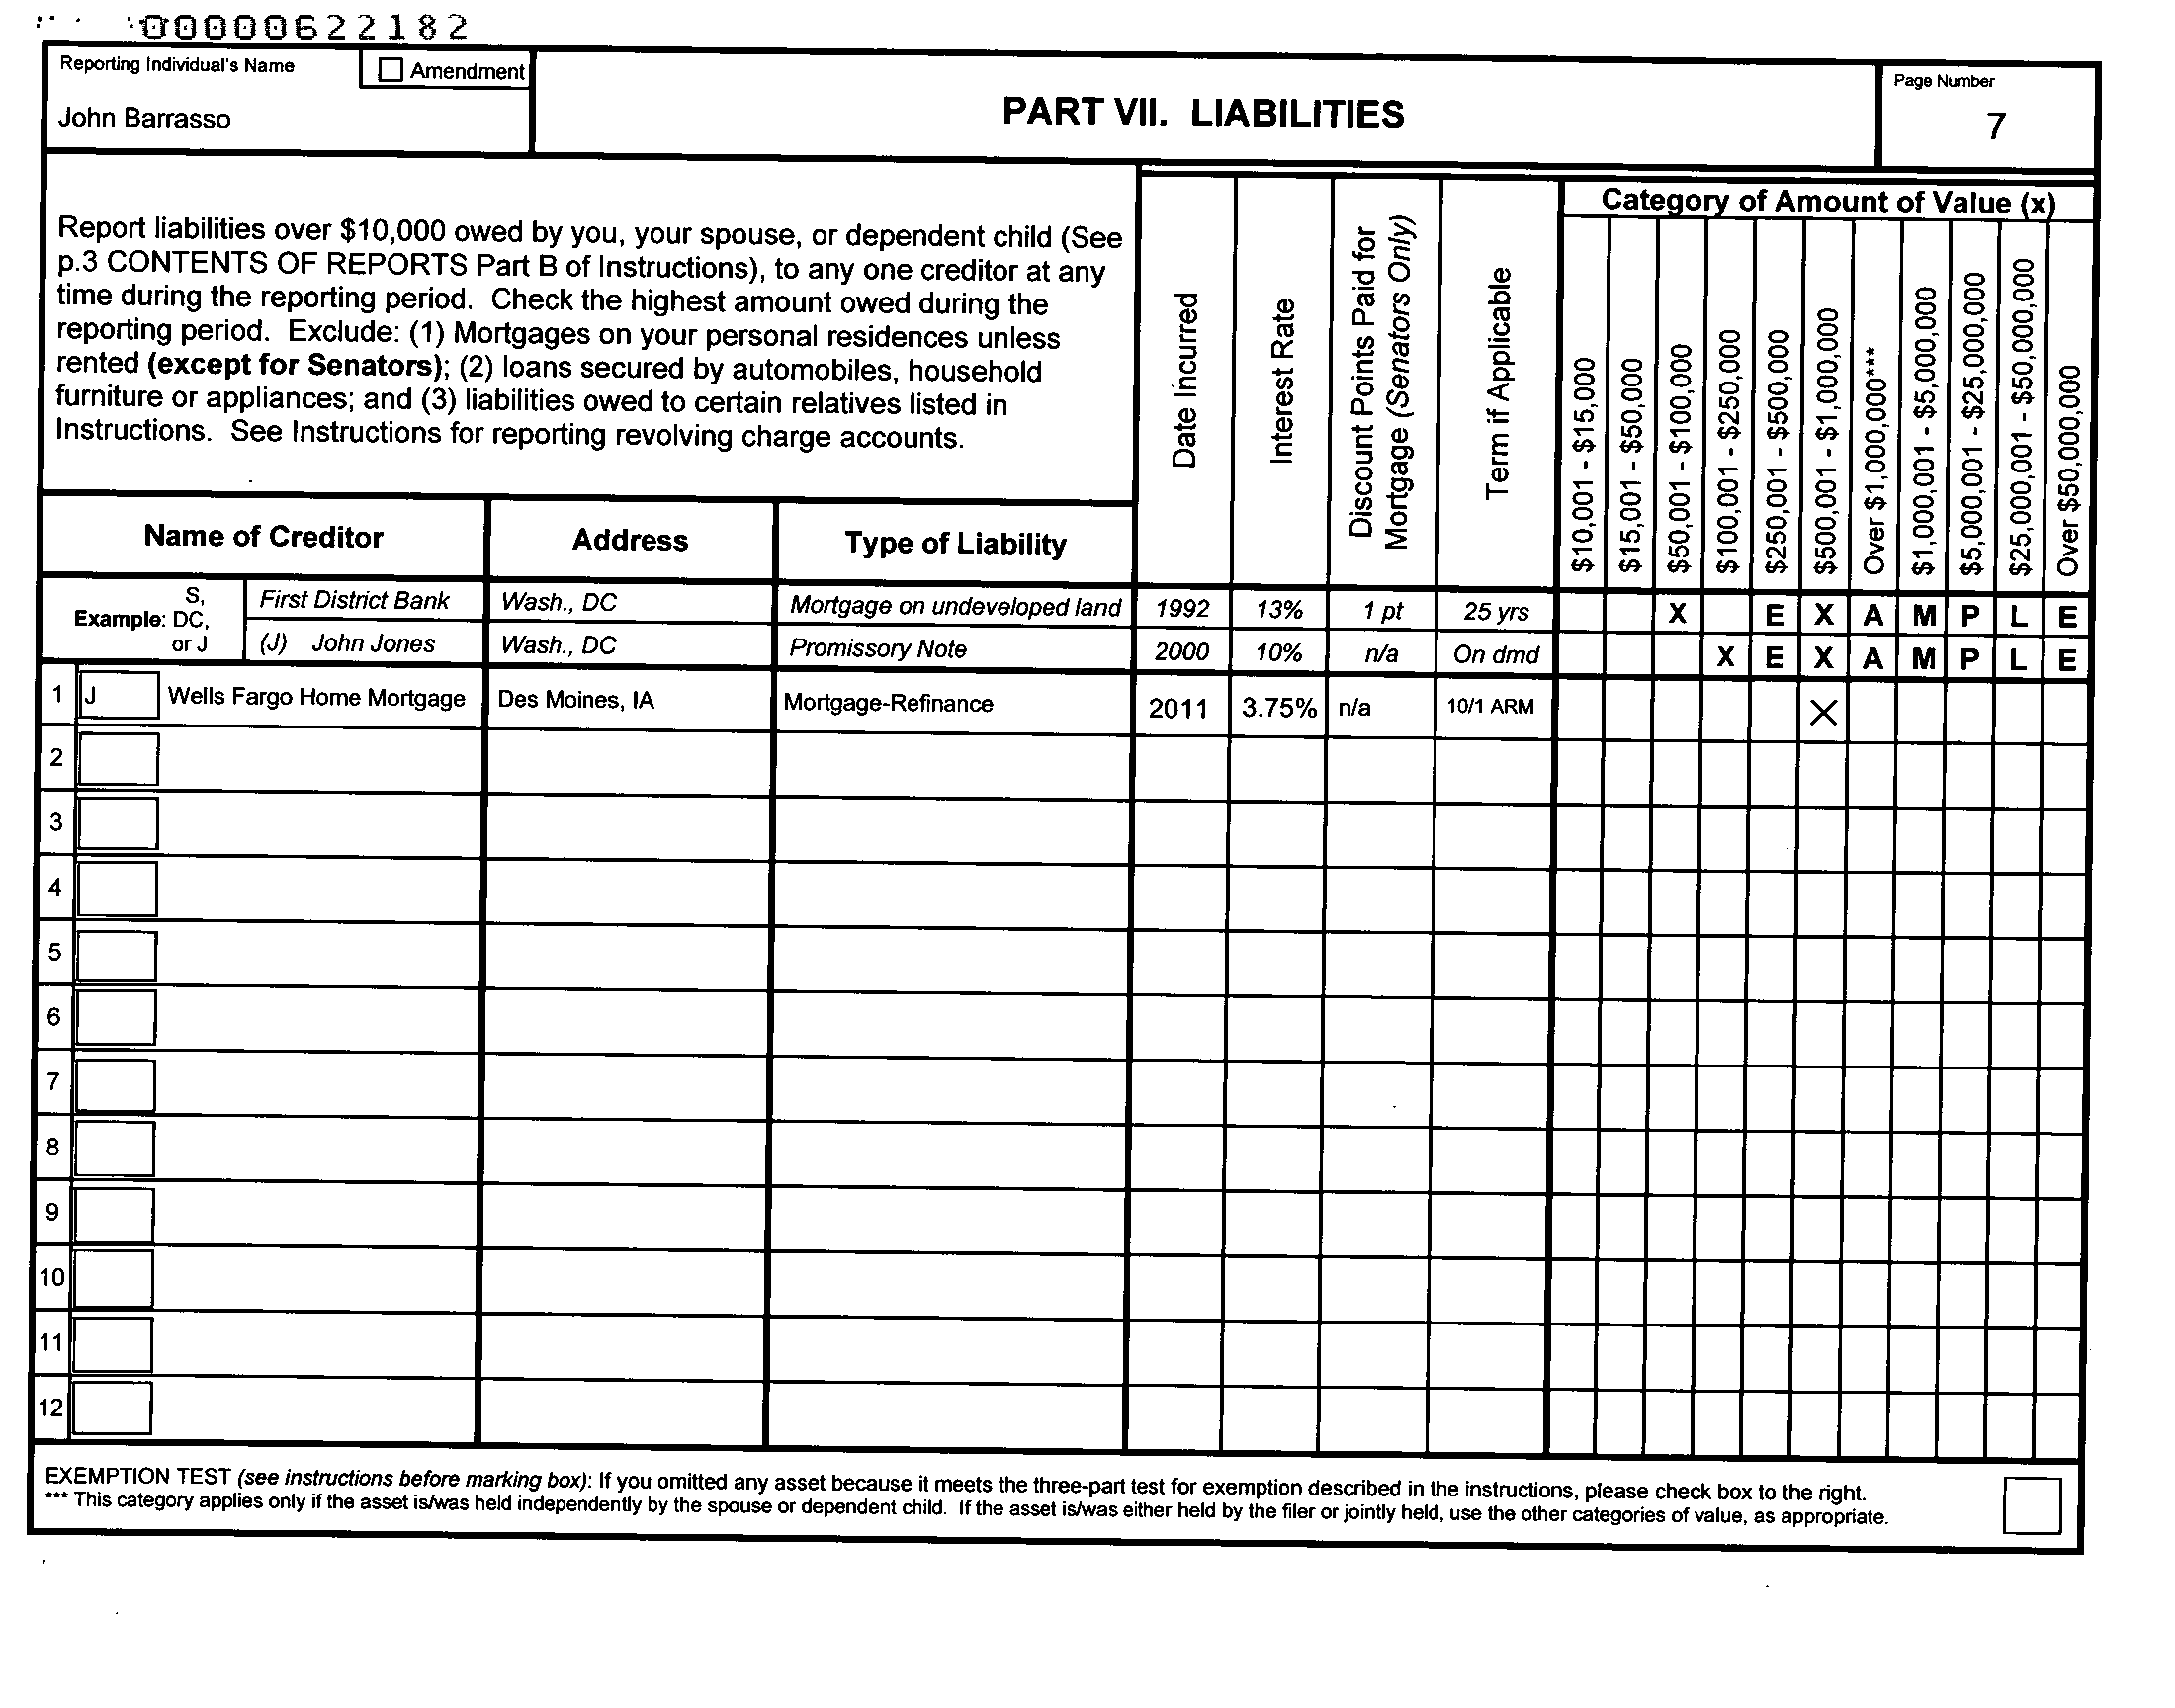 00000622182
Reporting Individual's Name
Amendment
John Barrasso
PART VII. LIABILITIES
Page Number
7
Report liabilities over $10,000 owed by you, your spouse, or dependent child (See
p.3 CONTENTS OF REPORTS Part B of Instructions), to any one creditor at any
time during the reporting period. Check the highest amount owed during the
reporting period. Exclude: (1) Mortgages on your personal residences unless
rented (except for Senators); (2) loans secured by automobiles, household
furniture or appliances; and (3) liabilities owed to certain relatives listed in
Instructions. See Instructions for reporting revolving charge accounts.
Date Incurred
Interest Rate
Discount Points Paid for
Mortgage (Senators Only)
Term if Applicable
Category of Amount of Value (x)
$10,001 - $15,000
$15,001 - $50,000
$50,001 - $100,000
$100,001 - $250,000
$250,001 - $500,000
$500,001 - $1,000,000
Over $1,000,000***
$1,000,001 - $5,000,000
$5,000,001 - $25,000,000
$25,000,001 - $50,000,000
Over $50,000,000
Name of Creditor Address Type of Liability
Example: S,
DC,
or J
First District Bank Wash., DC Mortgage on undeveloped land 1992 13% 1 pt 25 yrs X E X A M P L E
(J) John Jones Wash., DC Promissory Note 2000 10% n/a On dmd X E X A M P L E
1 J Wells Fargo Home Mortgage Des Moines, IA Mortgage-Refinance 2011 3.75% n/a 10/1 ARM X
2
3
4
5
6
7
8
9
10
11
12
EXEMPTION TEST (see instructions before marking box): If you omitted any asset because it meets the three-part test for exemption described in the instructions, please check box to the right.
*** This category applies only if the asset is/was held independently by the spouse or dependent child. If the asset is/was either held by the filer or jointly held, use the other categories of value, as appropriate.